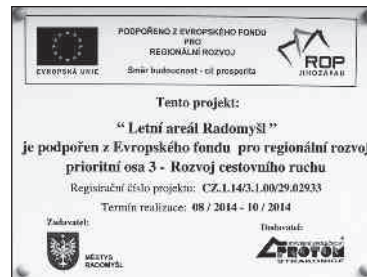 PODPOŘENO Z EVROPSKÉHO FONDU
PRO
REGIONÁLNÍ ROZVOJ
EVROPSKÁ UNIE
Směr budoucnost - cíl prosperita
ROP
JIHOZÁPAD
Tento projekt:
“ Letní areál Radomyšl ”
je podpořen z Evropského fondu pro regionální rozvoj
prioritní osa 3 - Rozvoj cestovního ruchu
Registrační číslo projektu: CZ.1.14/3.1.00/29.02933
Termín realizace: 08 / 2014 - 10 / 2014
Zadavatel:
MĚSTYS
RADOMYŠL
Dodavatel:
PROTOM
STRAKONICE